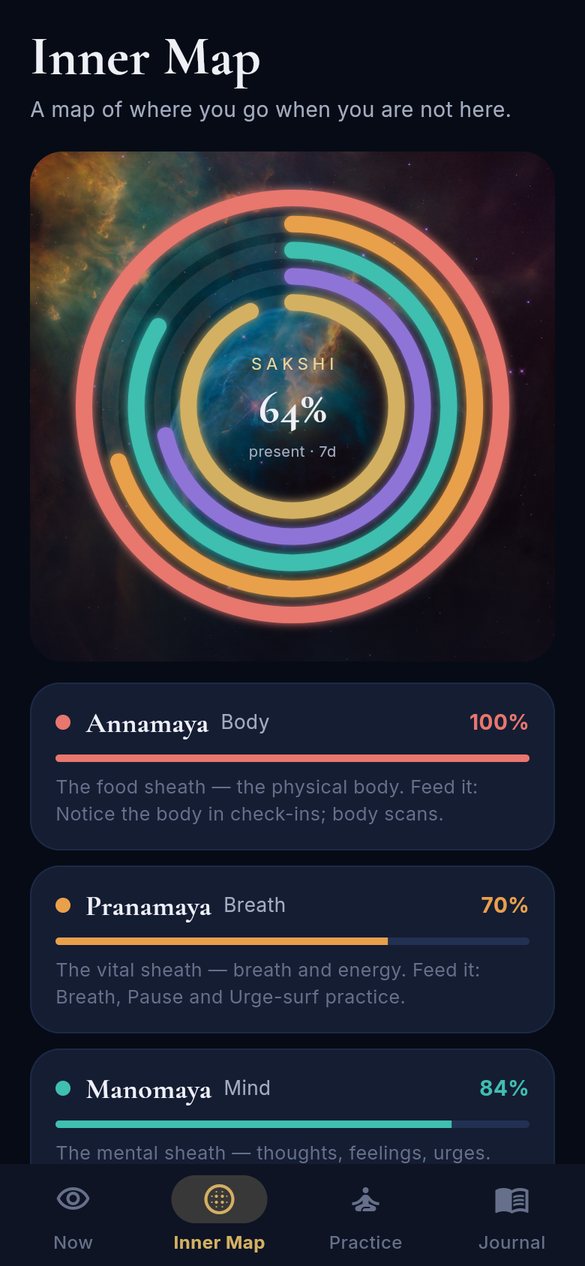 Inner Map
A map of where you go when you are not here.
SAKSHI
64%
present · 7d
Annamaya Body 100%
The food sheath — the physical body. Feed it:
Notice the body in check-ins; body scans.
Pranamaya Breath 70%
The vital sheath — breath and energy. Feed it:
Breath, Pause and Urge-surf practice.
Manomaya Mind 84%
The mental sheath — thoughts, feelings, urges.
Now Inner Map Practice Journal